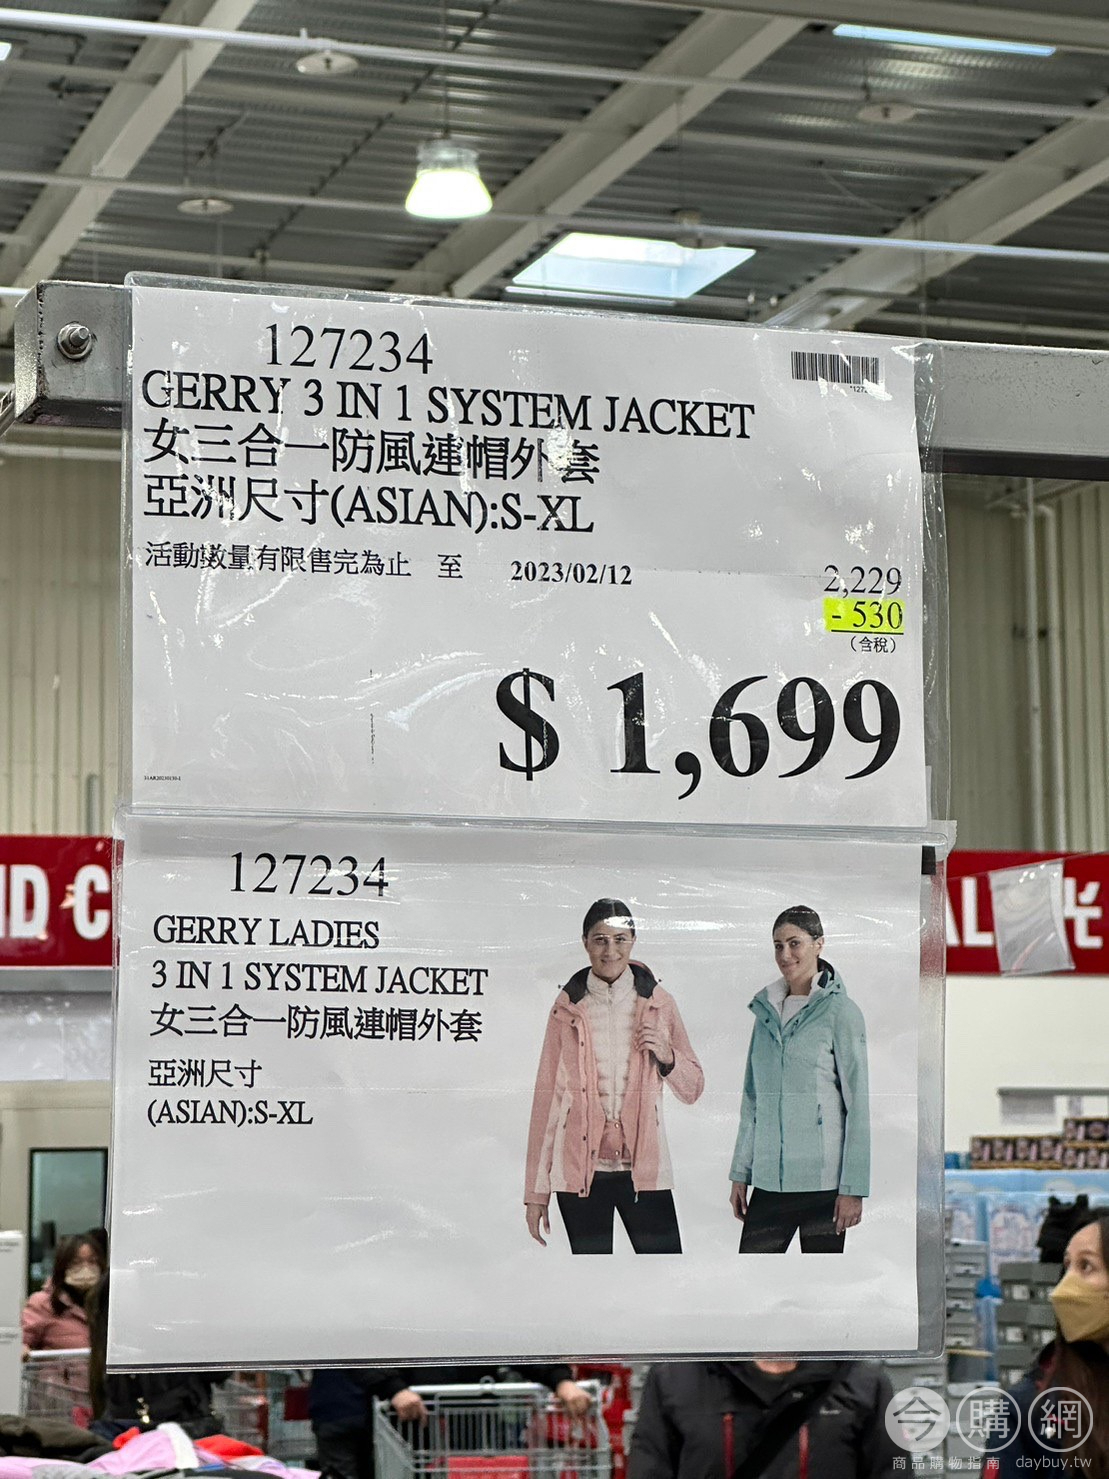 127234
GERRY 3 IN 1 SYSTEM JACKET
女三合一防風連帽外套
亞洲尺寸(ASIAN):S-XL
活動數量有限售完為止 至 2023/02/12
2,229
- 530
(含稅)
$ 1,699
127234
GERRY LADIES
3 IN 1 SYSTEM JACKET
女三合一防風連帽外套
亞洲尺寸
(ASIAN):S-XL
今購網
商品購物指南 daybuy.tw